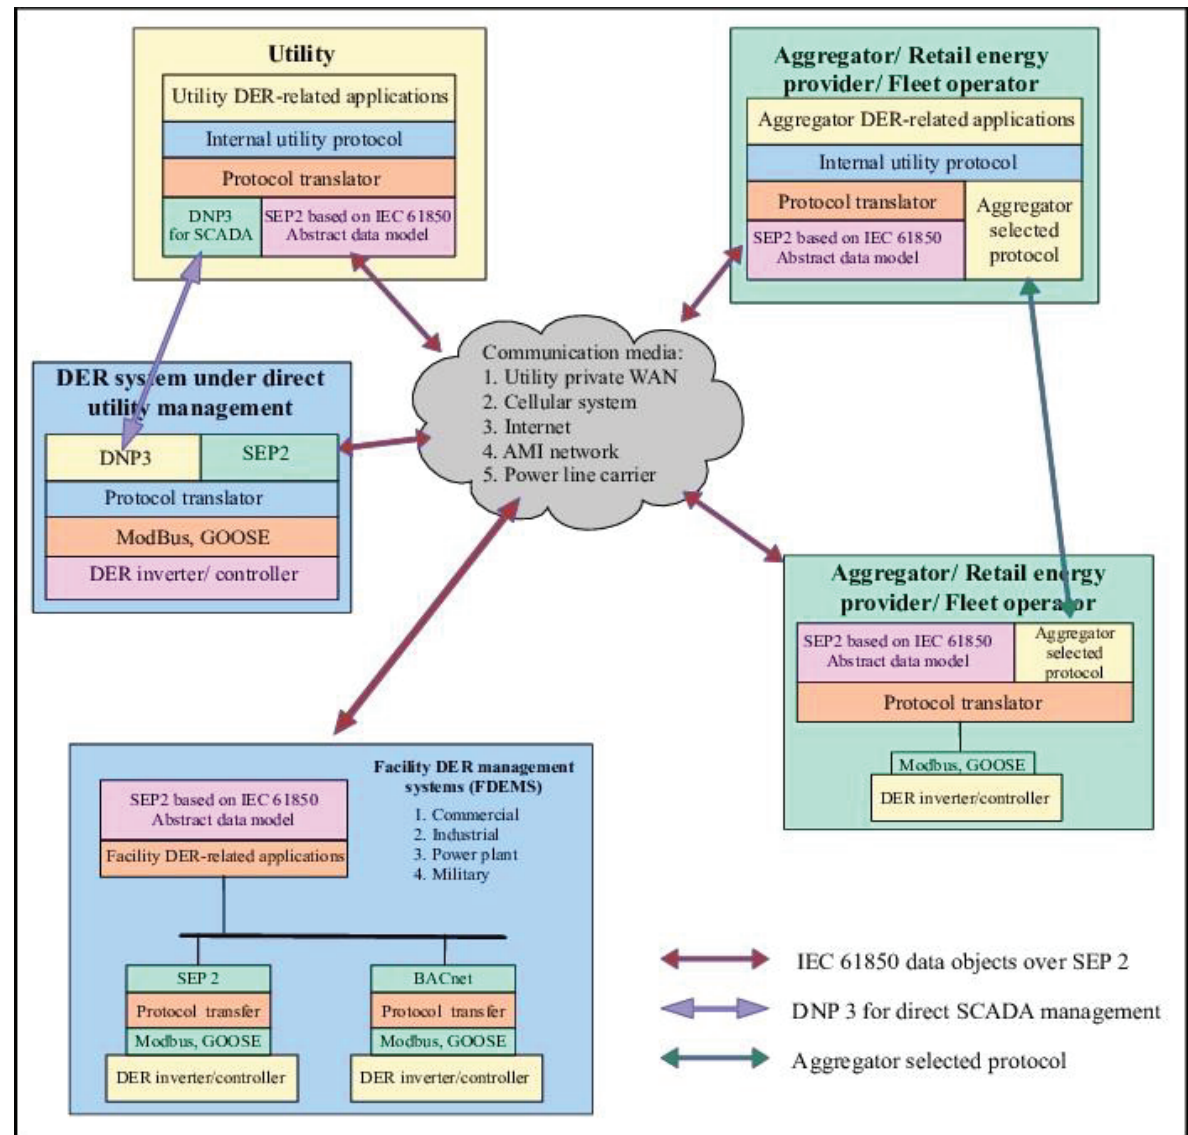 Utility
Utility DER-related applications
Internal utility protocol
Protocol translator
DNP3
for SCADA
SEP2 based on IEC 61850
Abstract data model
Aggregator/ Retail energy
provider/ Fleet operator
Aggregator DER-related applications
Internal utility protocol
Protocol translator
SEP2 based on IEC 61850
Abstract data model
Aggregator
selected
protocol
DER system under direct
utility management
DNP3
SEP2
Protocol translator
ModBus, GOOSE
DER inverter/ controller
Communication media:
1. Utility private WAN
2. Cellular system
3. Internet
4. AMI network
5. Power line carrier
Aggregator/ Retail energy
provider/ Fleet operator
SEP2 based on IEC 61850
Abstract data model
Aggregator
selected
protocol
Protocol translator
Modbus, GOOSE
DER inverter/controller
Facility DER management
systems (FDEMS)
1. Commercial
2. Industrial
3. Power plant
4. Military
SEP2 based on IEC 61850
Abstract data model
Facility DER-related applications
SEP 2
Protocol transfer
Modbus, GOOSE
DER inverter/controller
BACnet
Protocol transfer
Modbus, GOOSE
DER inverter/controller
IEC 61850 data objects over SEP 2
DNP 3 for direct SCADA management
Aggregator selected protocol